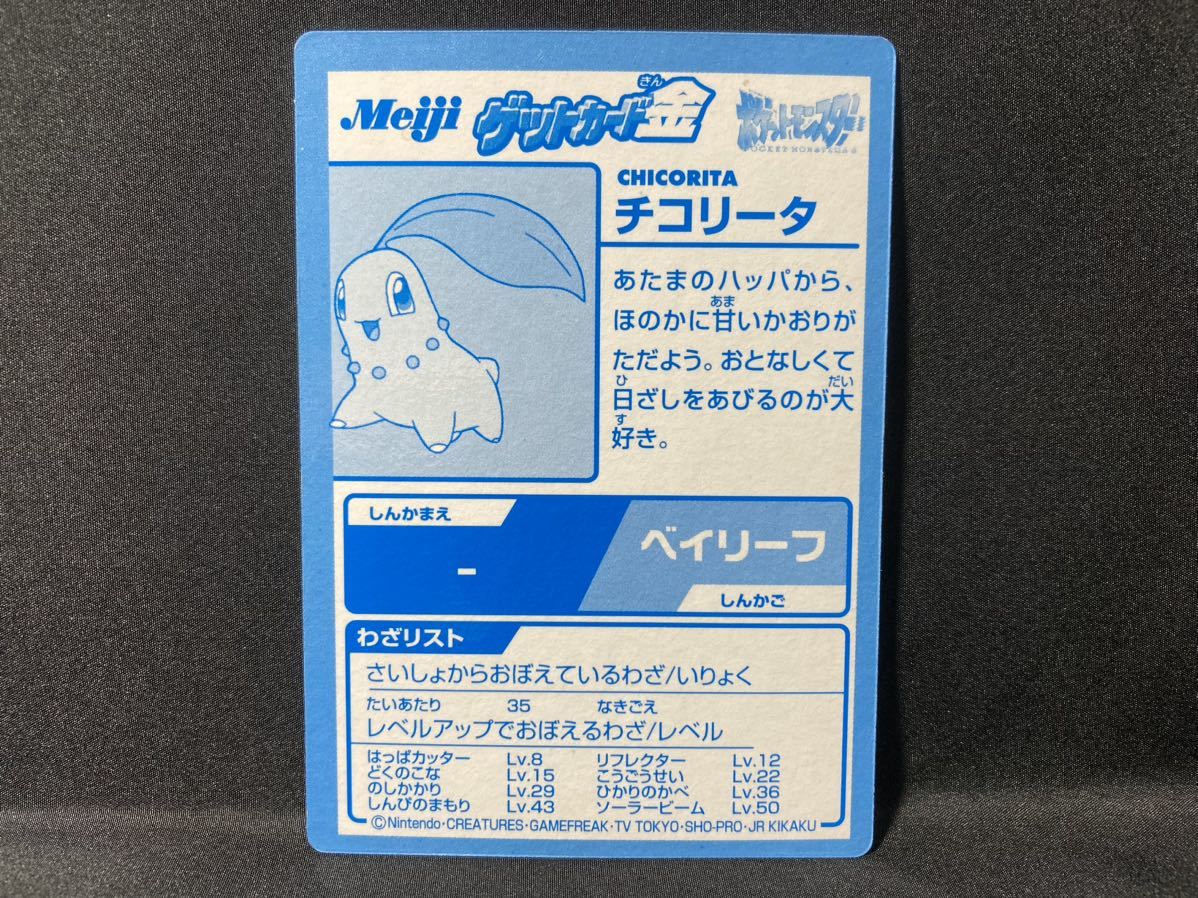 Meiji ゲットカード金 ポケットモンスター
きん
POCKET MONSTERS
CHICORITA
チコリータ
あたまのハッパから、
ほのかに甘いかおりが
あま
ただよう。おとなしくて
日ざしをあびるのが大
ひ だい
好き。
す
しんかまえ
-
ベイリーフ
しんかご
わざリスト
さいしょからおぼえているわざ/いりょく
たいあたり 35 なきごえ
レベルアップでおぼえるわざ/レベル
はっぱカッター Lv.8 リフレクター Lv.12
どくのこな Lv.15 こうごうせい Lv.22
のしかかり Lv.29 ひかりのかべ Lv.36
しんぴのまもり Lv.43 ソーラービーム Lv.50
©Nintendo・CREATURES・GAMEFREAK・TV TOKYO・SHO-PRO・JR KIKAKU